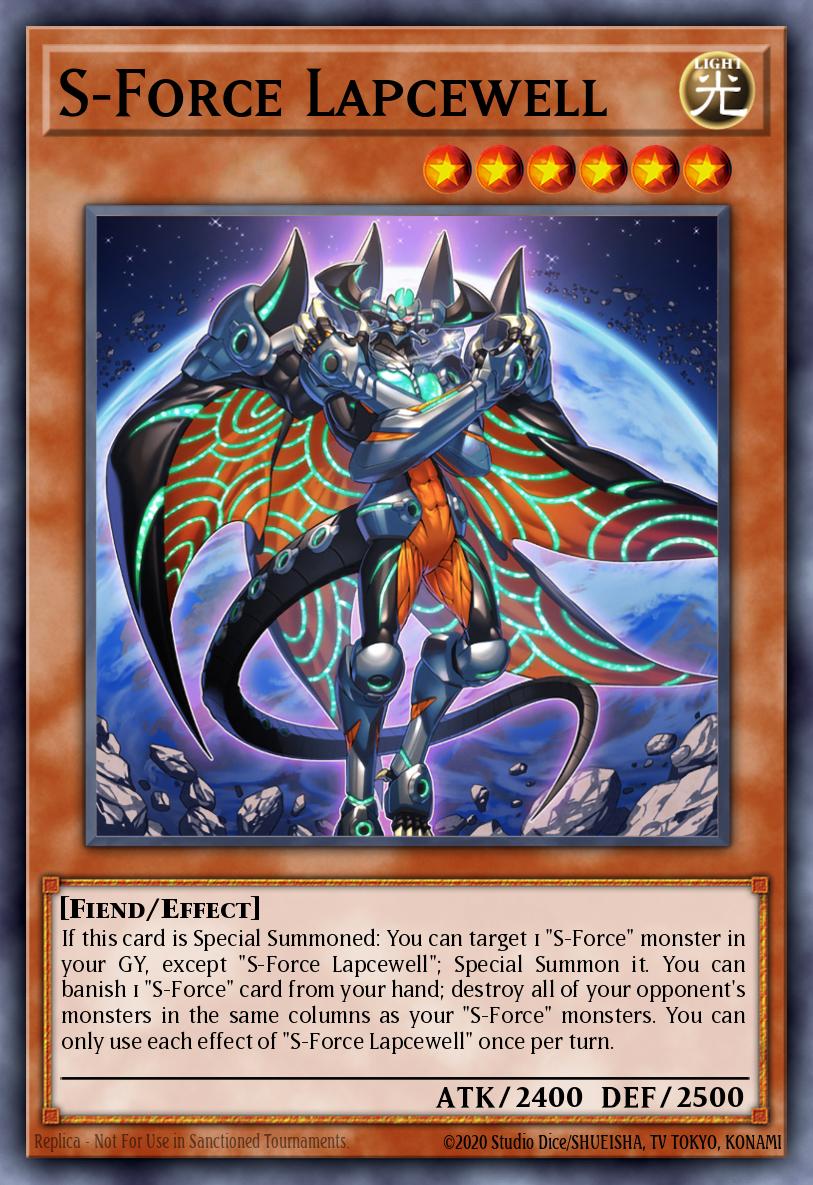 S-Force Lapcewell
LIGHT
光
[Fiend/Effect]
If this card is Special Summoned: You can target 1 "S-Force" monster in
your GY, except "S-Force Lapcewell"; Special Summon it. You can
banish 1 "S-Force" card from your hand; destroy all of your opponent's
monsters in the same columns as your "S-Force" monsters. You can
only use each effect of "S-Force Lapcewell" once per turn.
ATK/2400 DEF/2500
Replica - Not For Use in Sanctioned Tournaments.
©2020 Studio Dice/SHUEISHA, TV TOKYO, KONAMI